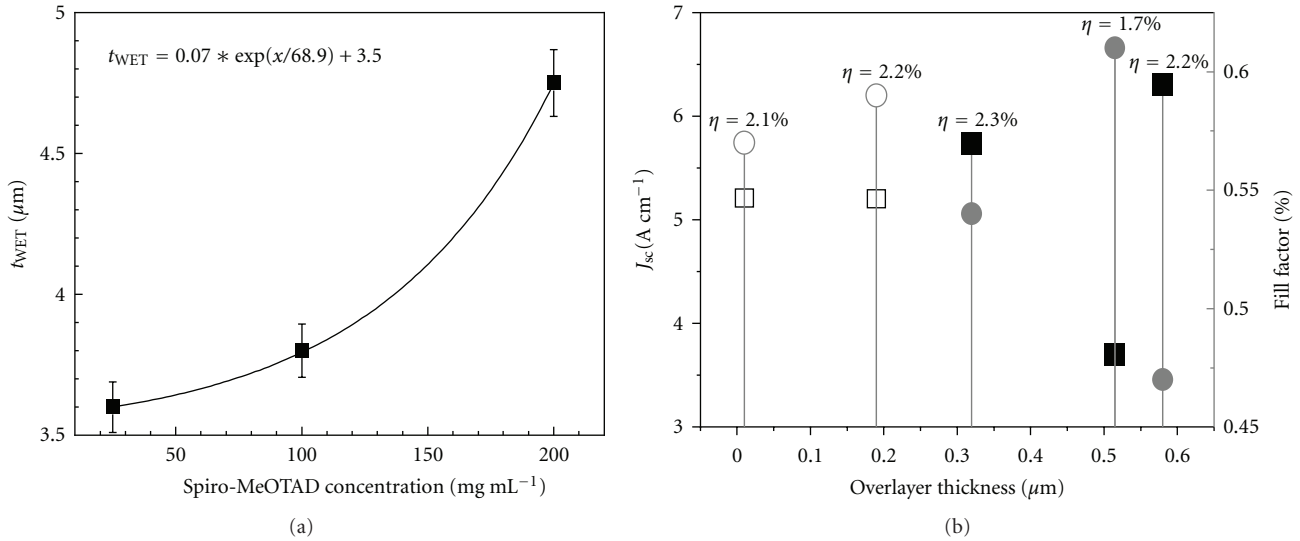 5
4.5
4
3.5
t_WET (μm)
t_WET = 0.07 ∗ exp(x/68.9) + 3.5
50 100 150 200
Spiro-MeOTAD concentration (mg mL⁻¹)
(a)
7
6
5
4
3
J_sc (A cm⁻¹)
η = 2.1%
η = 2.2%
η = 2.3%
η = 1.7%
η = 2.2%
0.6
0.55
0.5
0.45
Fill factor (%)
0 0.1 0.2 0.3 0.4 0.5 0.6
Overlayer thickness (μm)
(b)